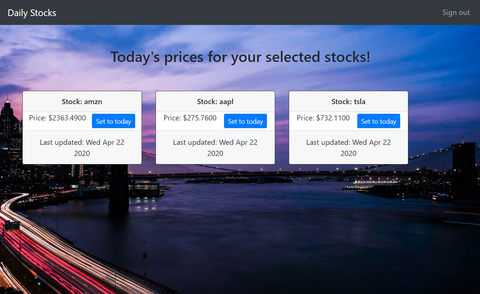 Daily Stocks
Sign out
Today's prices for your selected stocks!
Stock: amzn
Price: $2363.4900
Set to today
Last updated: Wed Apr 22
2020
Stock: aapl
Price: $275.7600
Set to today
Last updated: Wed Apr 22
2020
Stock: tsla
Price: $732.1100
Set to today
Last updated: Wed Apr 22
2020